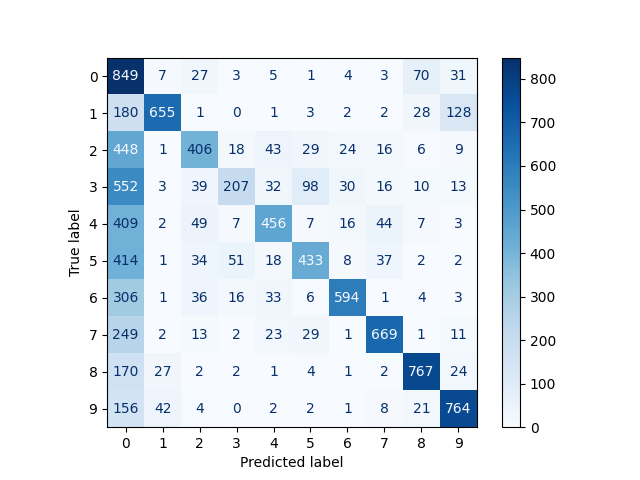 0 849 7 27 3 5 1 4 3 70 31
1 180 655 1 0 1 3 2 2 28 128
2 448 1 406 18 43 29 24 16 6 9
3 552 3 39 207 32 98 30 16 10 13
4 409 2 49 7 456 7 16 44 7 3
5 414 1 34 51 18 433 8 37 2 2
6 306 1 36 16 33 6 594 1 4 3
7 249 2 13 2 23 29 1 669 1 11
8 170 27 2 2 1 4 1 2 767 24
9 156 42 4 0 2 2 1 8 21 764
0 1 2 3 4 5 6 7 8 9
True label
Predicted label
800
700
600
500
400
300
200
100
0